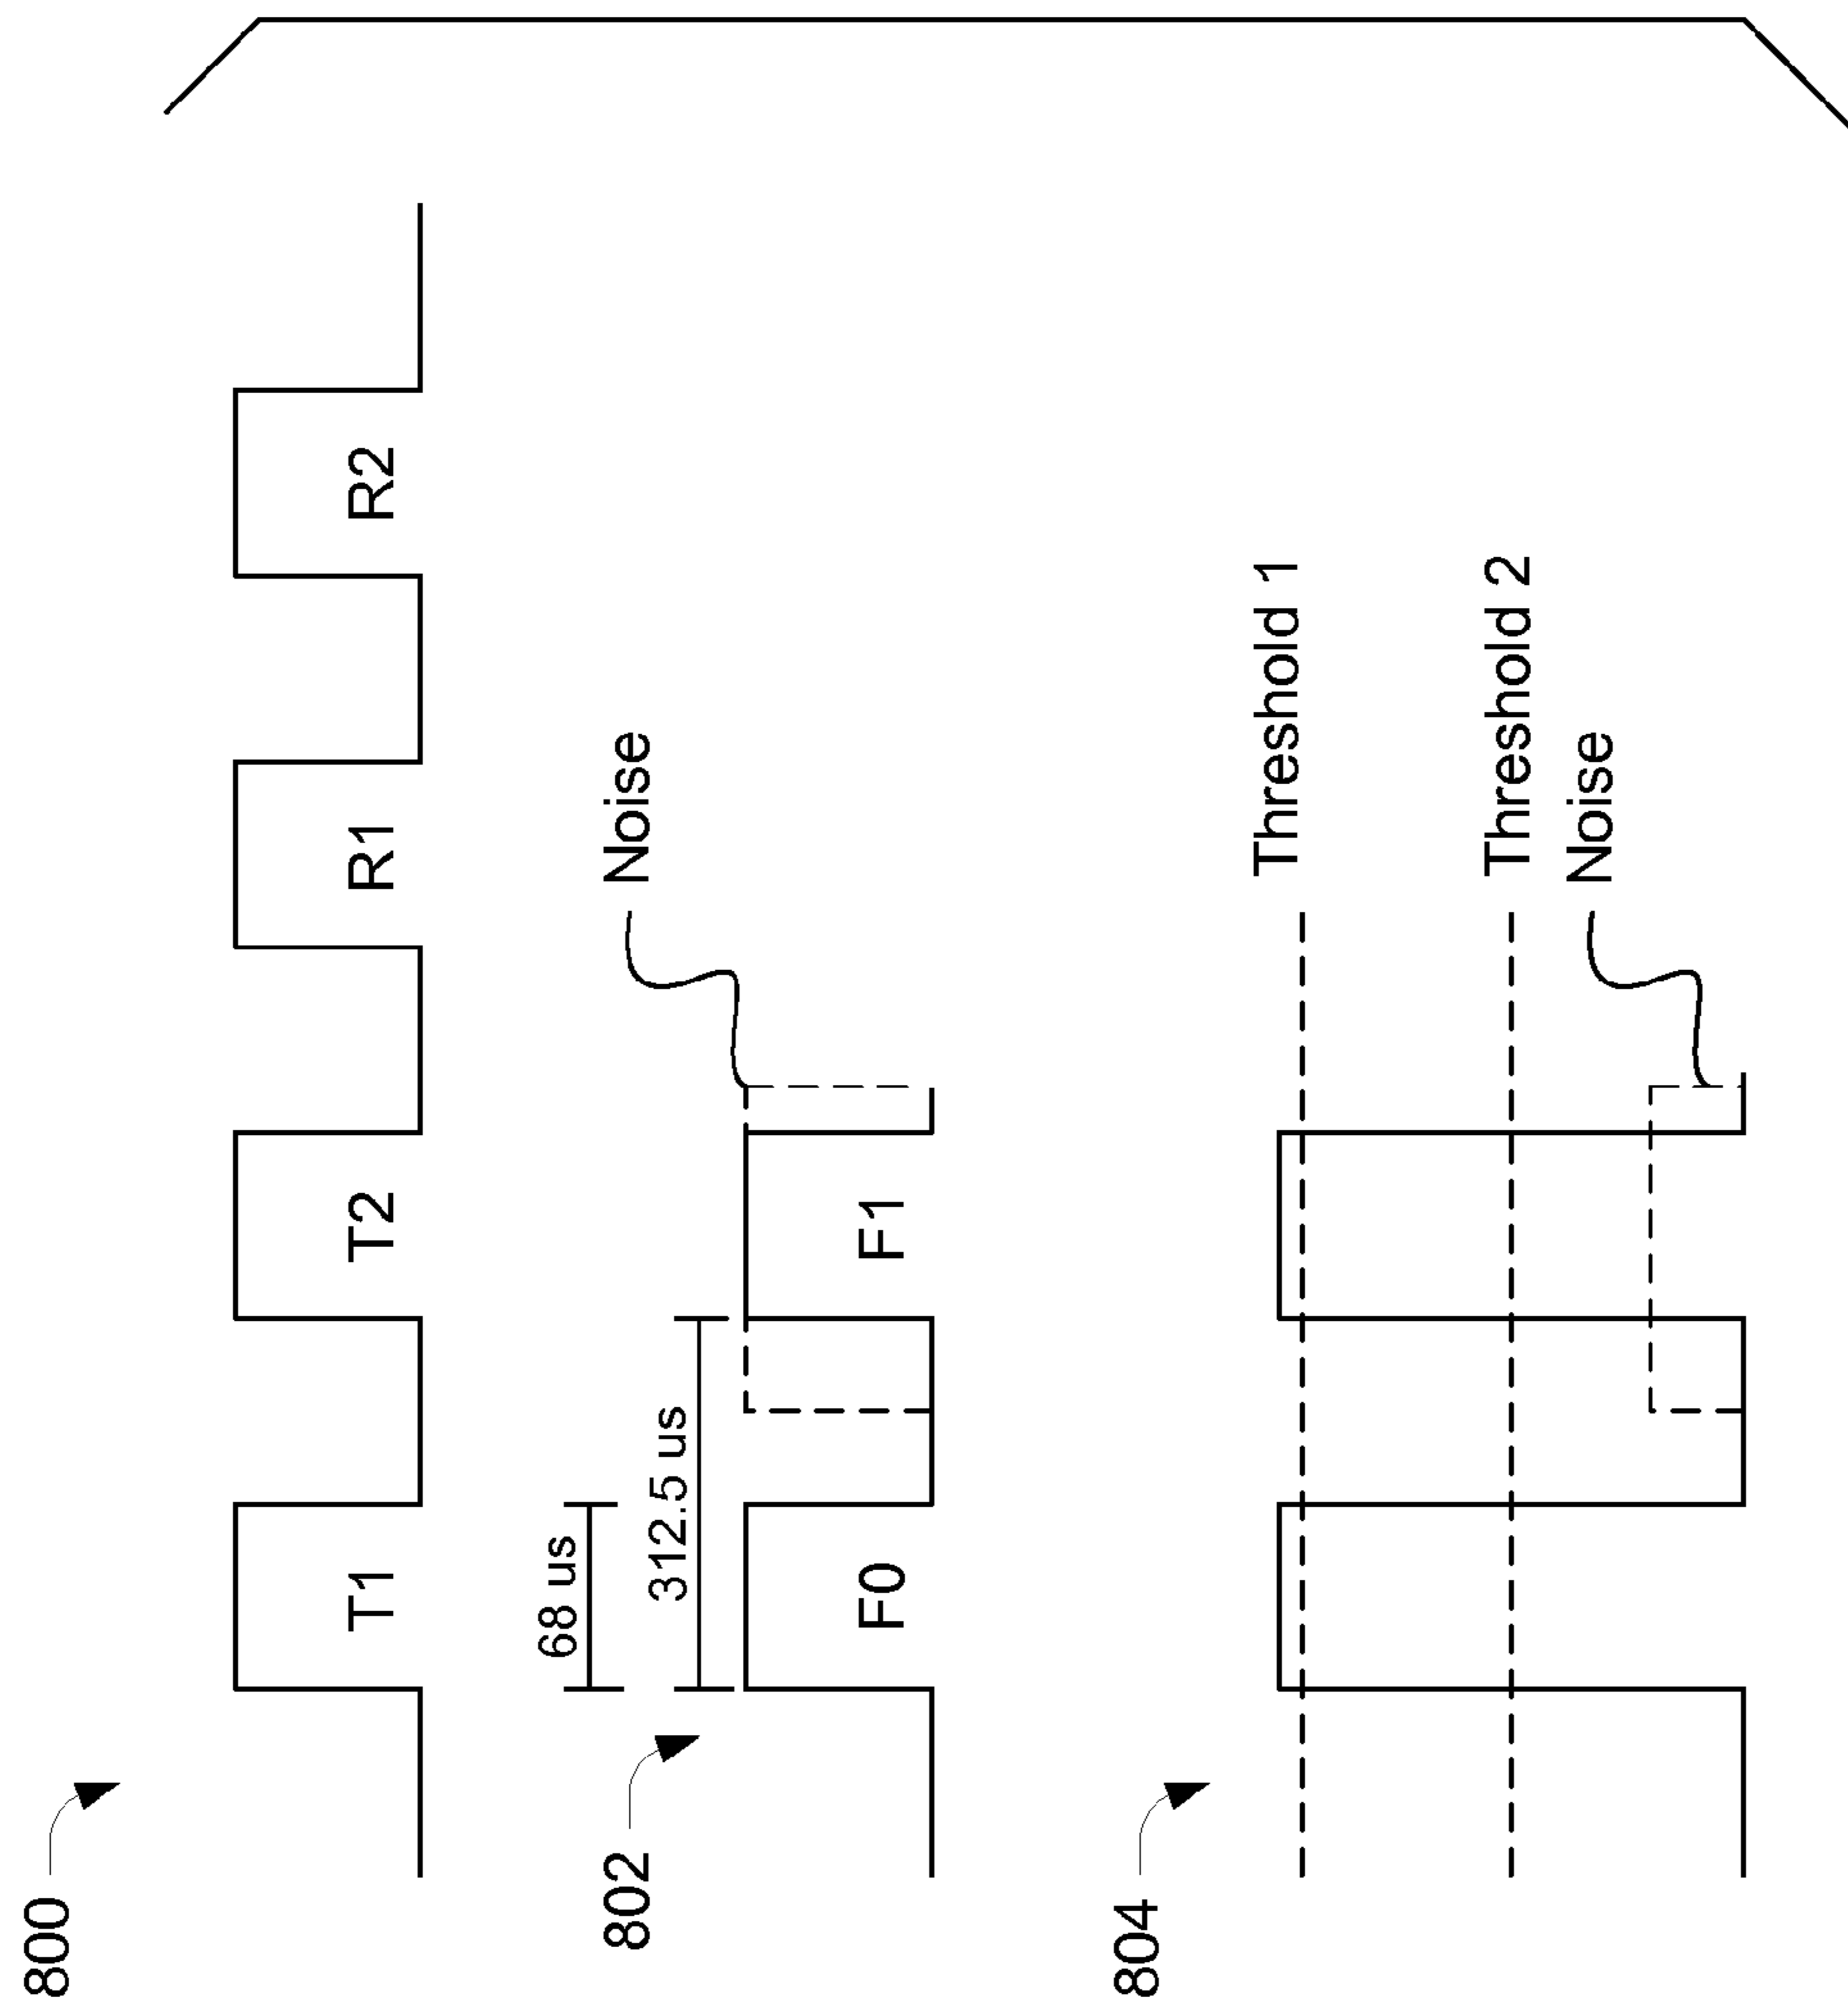 800
T1
T2
R1
R2
68 us
312.5 us
802
Noise
F0
F1
804
Threshold 1
Threshold 2
Noise